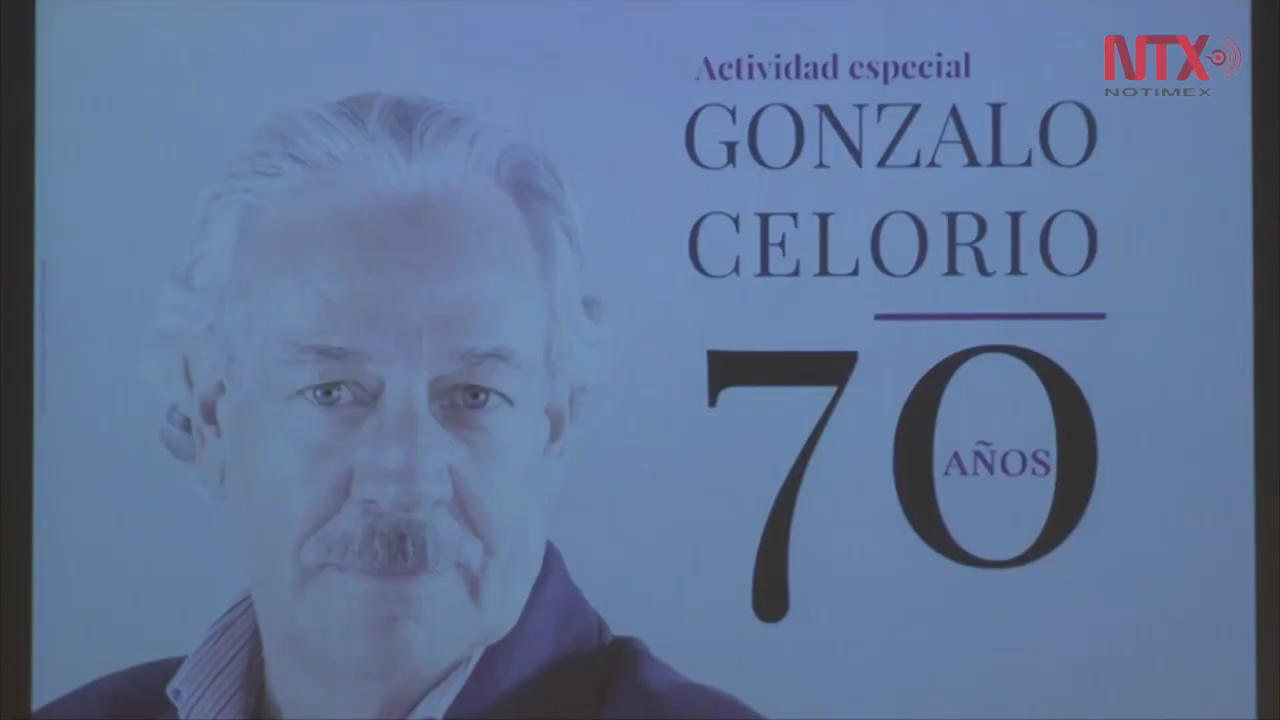 Actividad especial
GONZALO
CELORIO
70
AÑOS
NTX
NOTIMEX